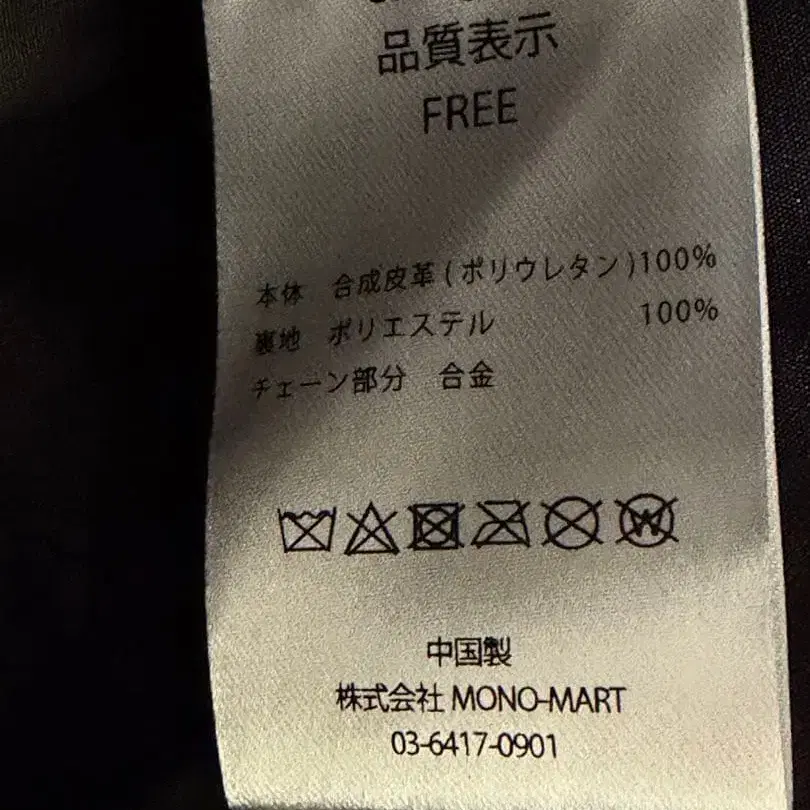 品質表示
FREE
本体 合成皮革(ポリウレタン)100%
裏地 ポリエステル 100%
チェーン部分 合金
W
中国製
株式会社 MONO-MART
03-6417-0901